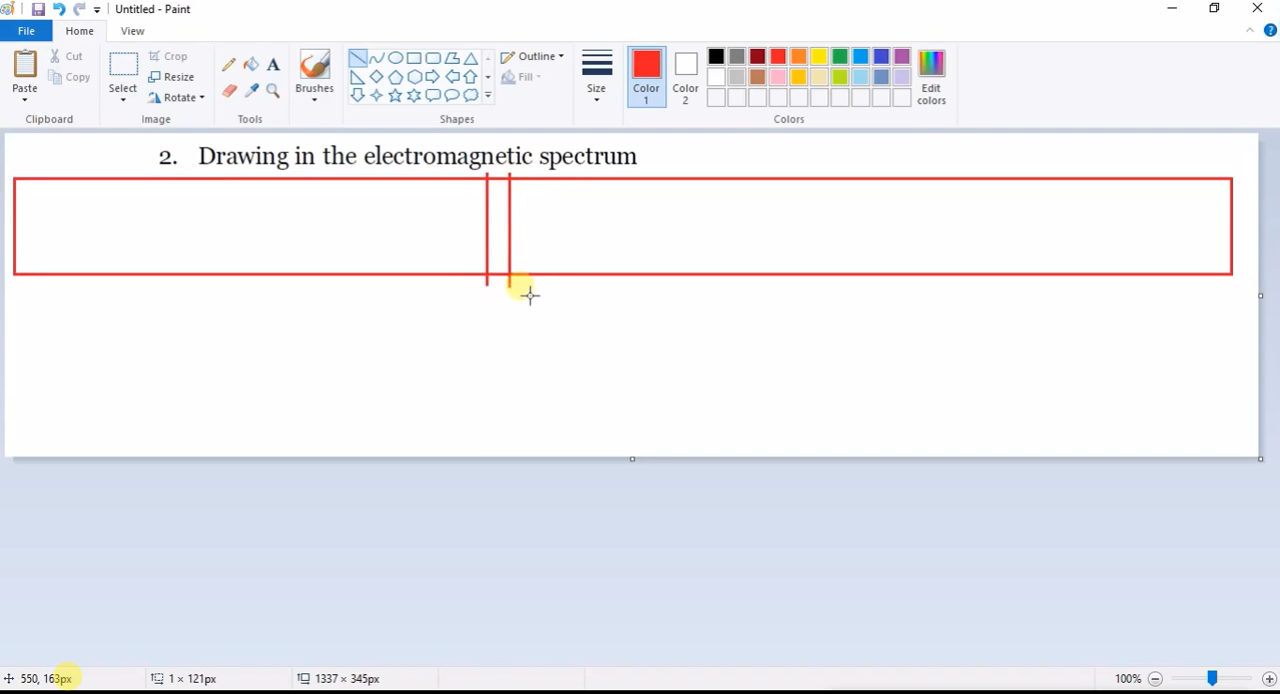 Untitled - Paint
File Home View
Paste
Cut
Copy
Clipboard
Select
Crop
Resize
Rotate
Image
A
Tools
Brushes
Outline
Fill
Shapes
Size
Color 1
Color 2
Edit colors
Colors
2. Drawing in the electromagnetic spectrum
550, 163px
1 × 121px
1337 × 345px
100%